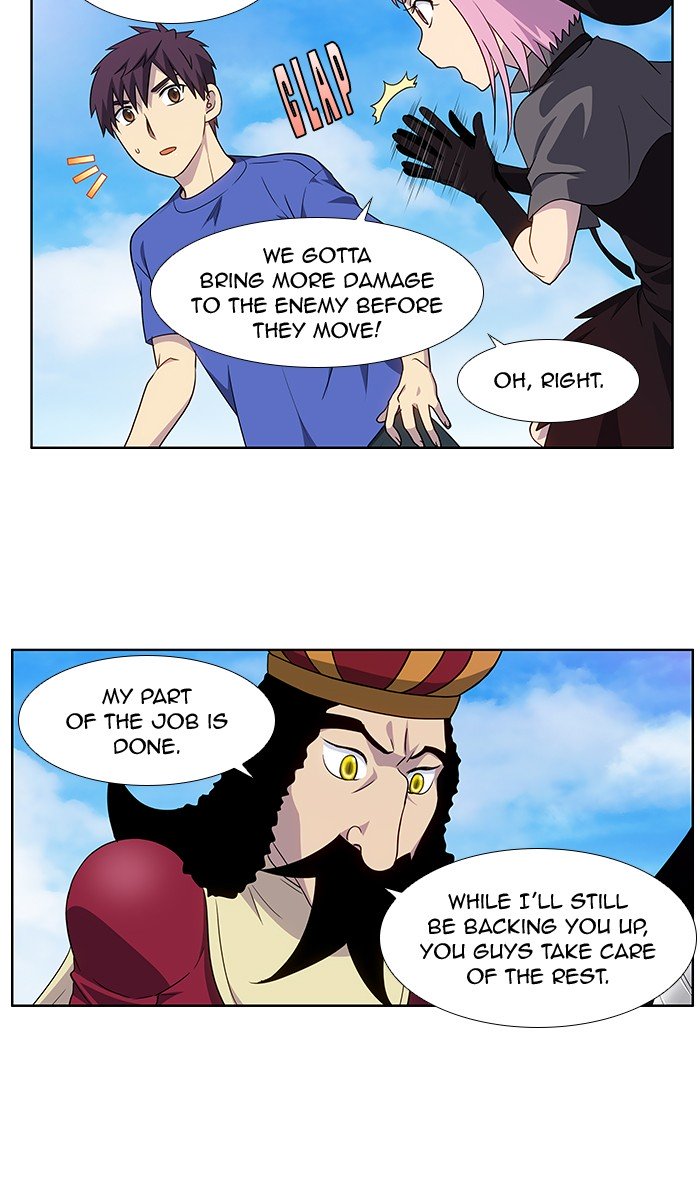 GLAP
WE GOTTA
BRING MORE DAMAGE
TO THE ENEMY BEFORE
THEY MOVE!
OH, RIGHT.
MY PART
OF THE JOB IS
DONE.
WHILE I'LL STILL
BE BACKING YOU UP,
YOU GUYS TAKE CARE
OF THE REST.